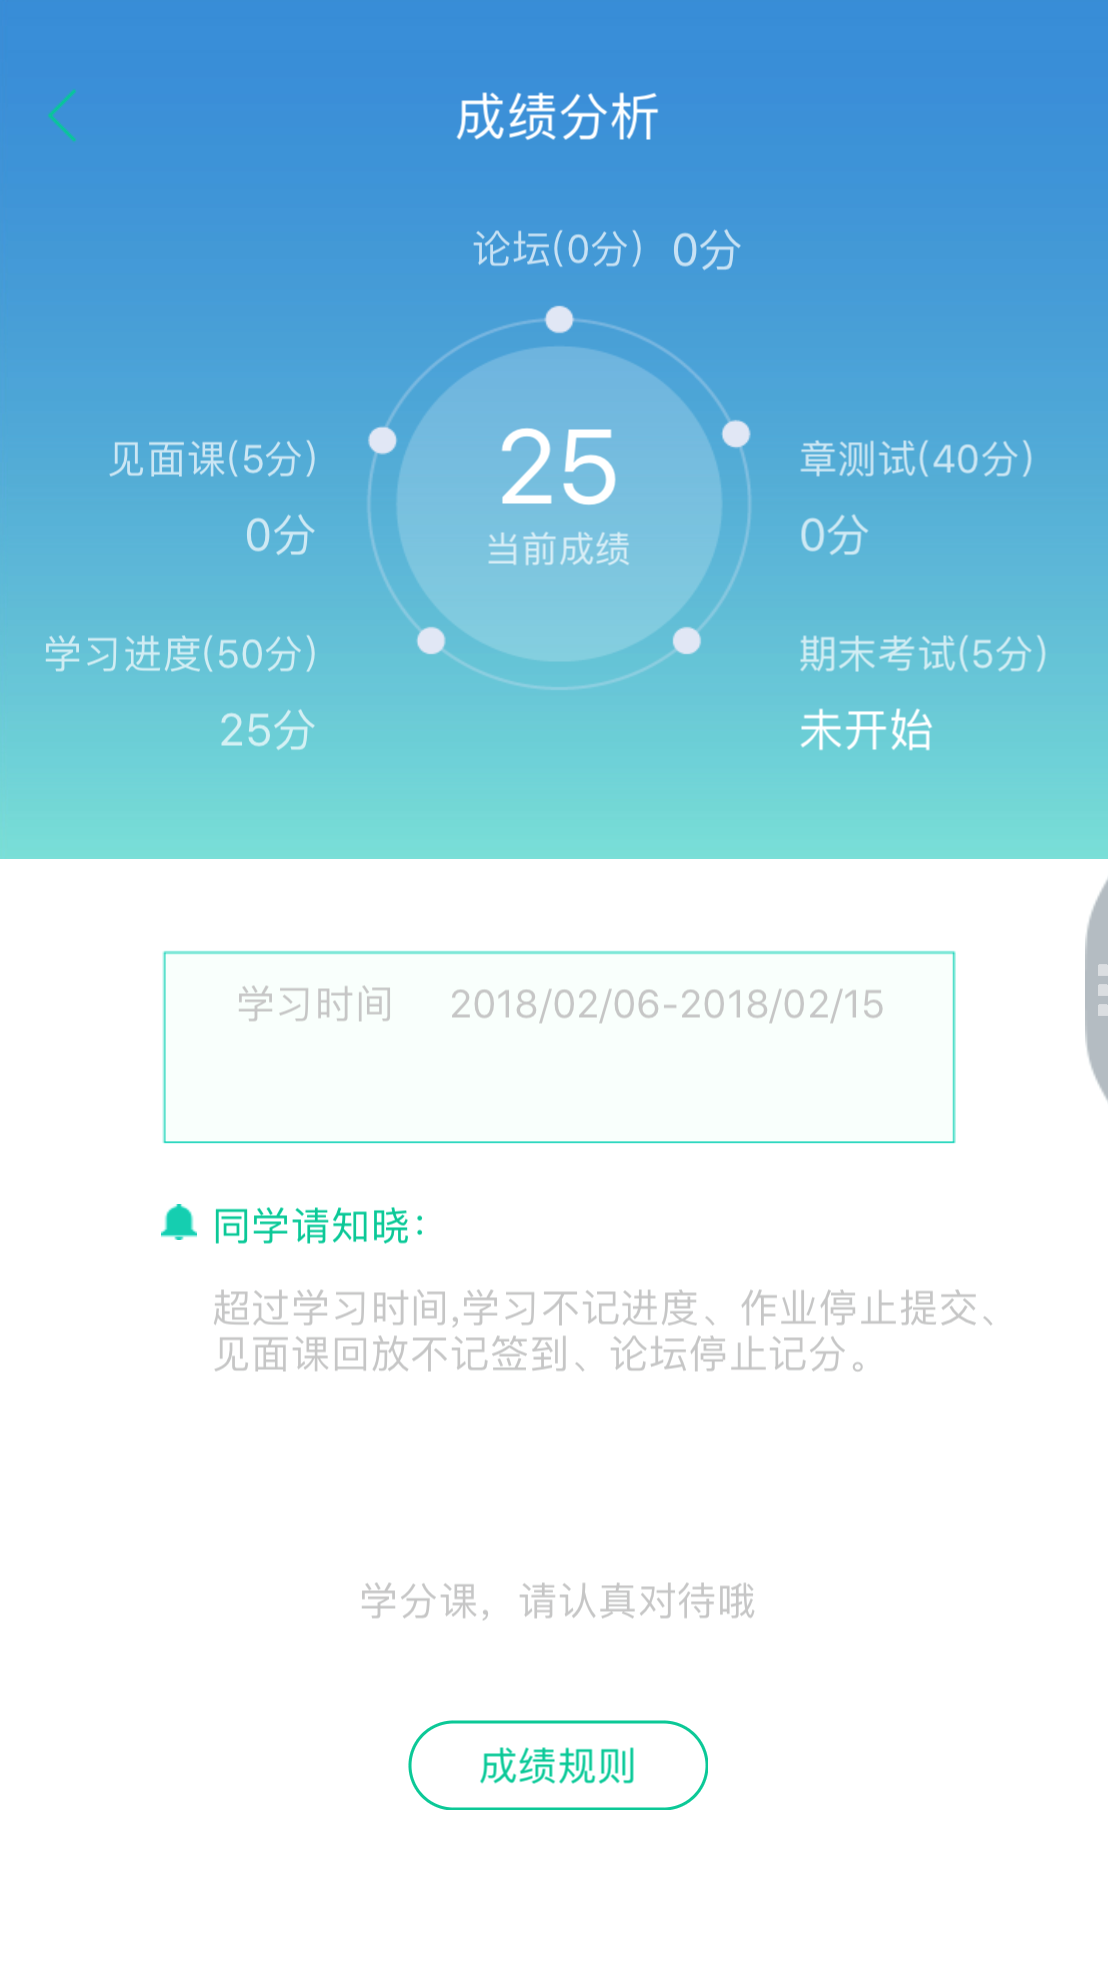 成绩分析
论坛(0分) 0分
见面课(5分)
0分
25
当前成绩
章测试(40分)
0分
学习进度(50分)
25分
期末考试(5分)
未开始
学习时间 2018/02/06-2018/02/15
同学请知晓：
超过学习时间,学习不记进度、作业停止提交、
见面课回放不记签到、论坛停止记分。
学分课，请认真对待哦
成绩规则